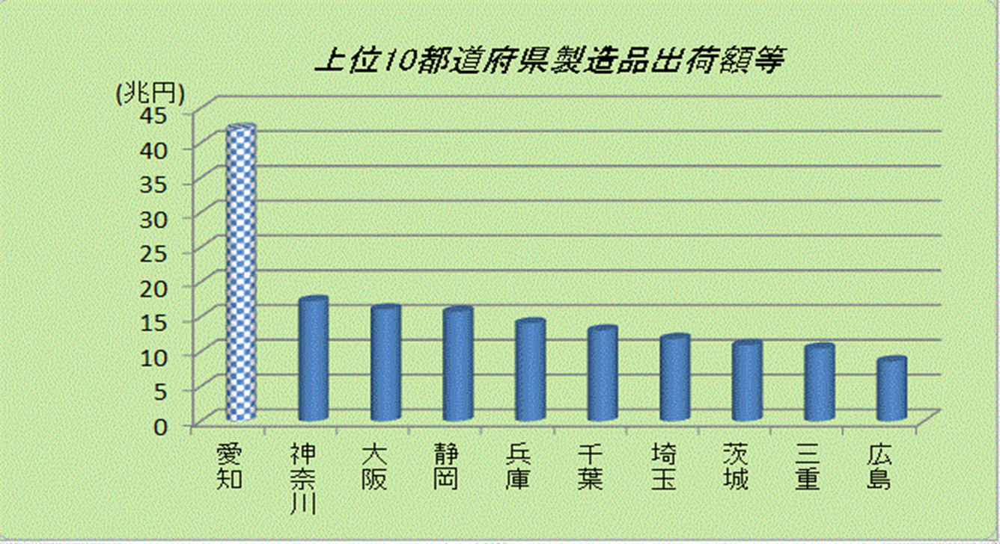 上位10都道府県製造品出荷額等
(兆円)
45
40
35
30
25
20
15
10
5
0
愛知
神奈川
大阪
静岡
兵庫
千葉
埼玉
茨城
三重
広島